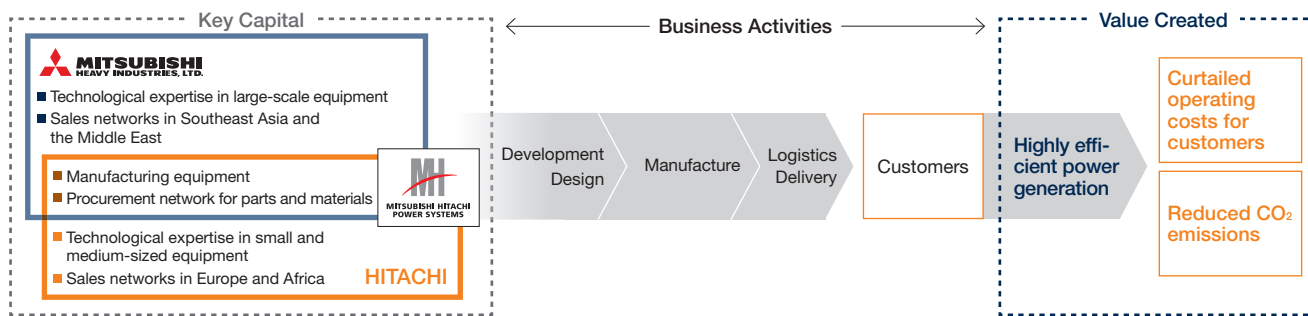 Key Capital
MITSUBISHI
HEAVY INDUSTRIES, LTD.
Technological expertise in large-scale equipment
Sales networks in Southeast Asia and
the Middle East
Manufacturing equipment
Procurement network for parts and materials
MH
MITSUBISHI HITACHI
POWER SYSTEMS
Technological expertise in small and
medium-sized equipment
Sales networks in Europe and Africa
HITACHI
Business Activities
Development
Design
Manufacture
Logistics
Delivery
Customers
Value Created
Highly effi-
cient power
generation
Curtailed
operating
costs for
customers
Reduced CO₂
emissions